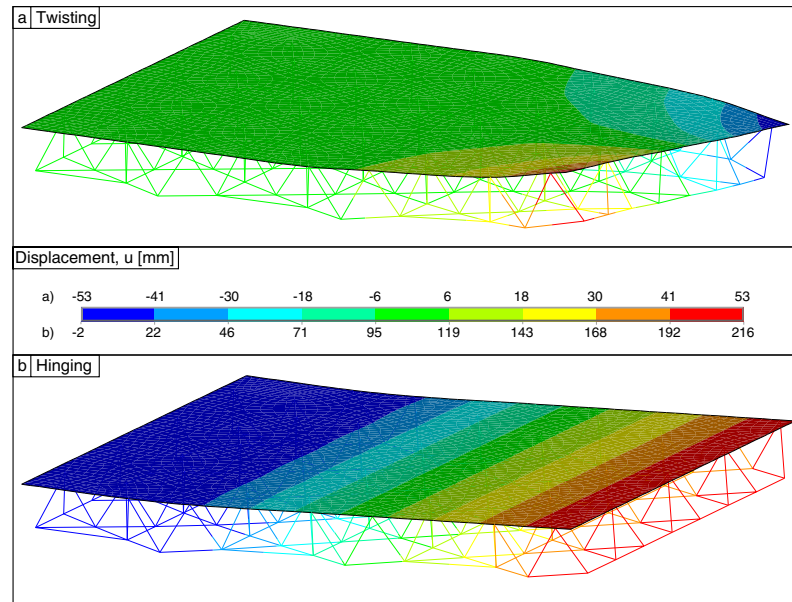 a Twisting
Displacement, u [mm]
a) -53 -41 -30 -18 -6 6 18 30 41 53
b) -2 22 46 71 95 119 143 168 192 216
b Hinging